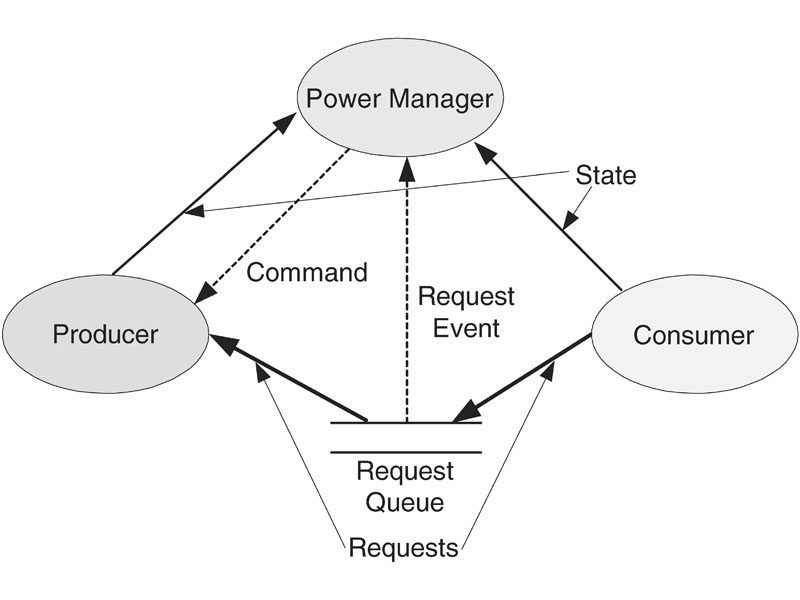 Power Manager
State
Command
Request
Event
Producer
Consumer
Request
Queue
Requests